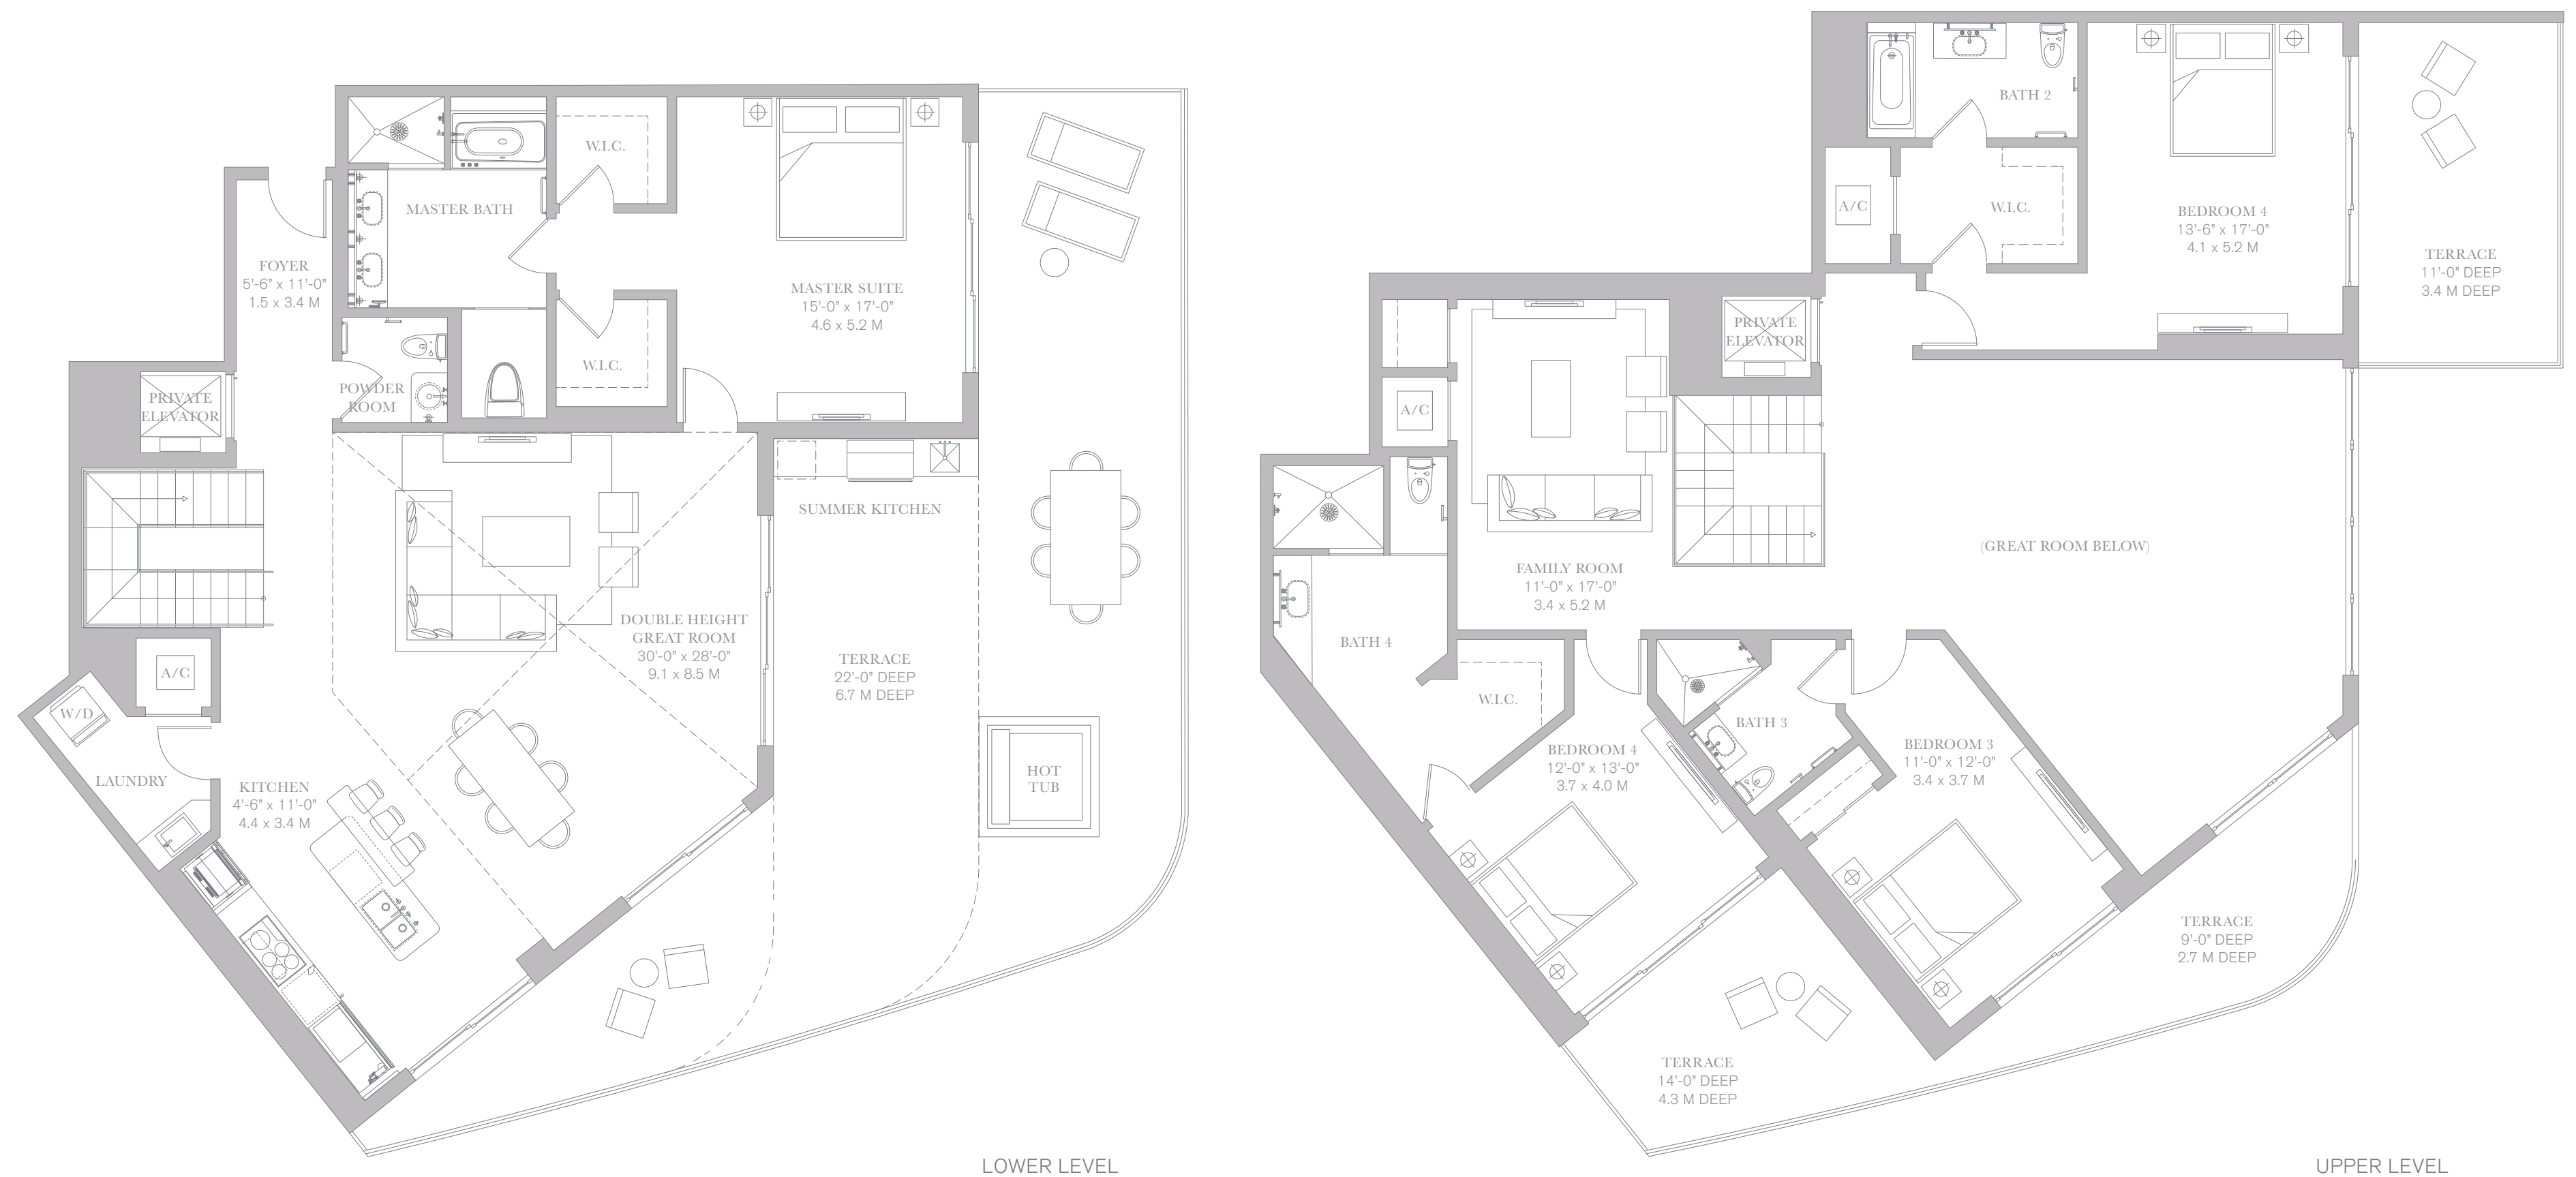 MASTER BATH
W.I.C.
FOYER
5'-6" x 11'-0"
1.5 x 3.4 M
MASTER SUITE
15'-0" x 17'-0"
4.6 x 5.2 M
W.I.C.
POWDER
ROOM
PRIVATE
ELEVATOR
SUMMER KITCHEN
DOUBLE HEIGHT
GREAT ROOM
30'-0" x 28'-0"
9.1 x 8.5 M
TERRACE
22'-0" DEEP
6.7 M DEEP
A/C
W/D
LAUNDRY
KITCHEN
4'-6" x 11'-0"
4.4 x 3.4 M
HOT
TUB
LOWER LEVEL
BATH 2
A/C
W.I.C.
BEDROOM 4
13'-6" x 17'-0"
4.1 x 5.2 M
TERRACE
11'-0" DEEP
3.4 M DEEP
PRIVATE
ELEVATOR
A/C
(GREAT ROOM BELOW)
FAMILY ROOM
11'-0" x 17'-0"
3.4 x 5.2 M
BATH 4
W.I.C.
BATH 3
BEDROOM 4
12'-0" x 13'-0"
3.7 x 4.0 M
BEDROOM 3
11'-0" x 12'-0"
3.4 x 3.7 M
TERRACE
9'-0" DEEP
2.7 M DEEP
TERRACE
14'-0" DEEP
4.3 M DEEP
UPPER LEVEL